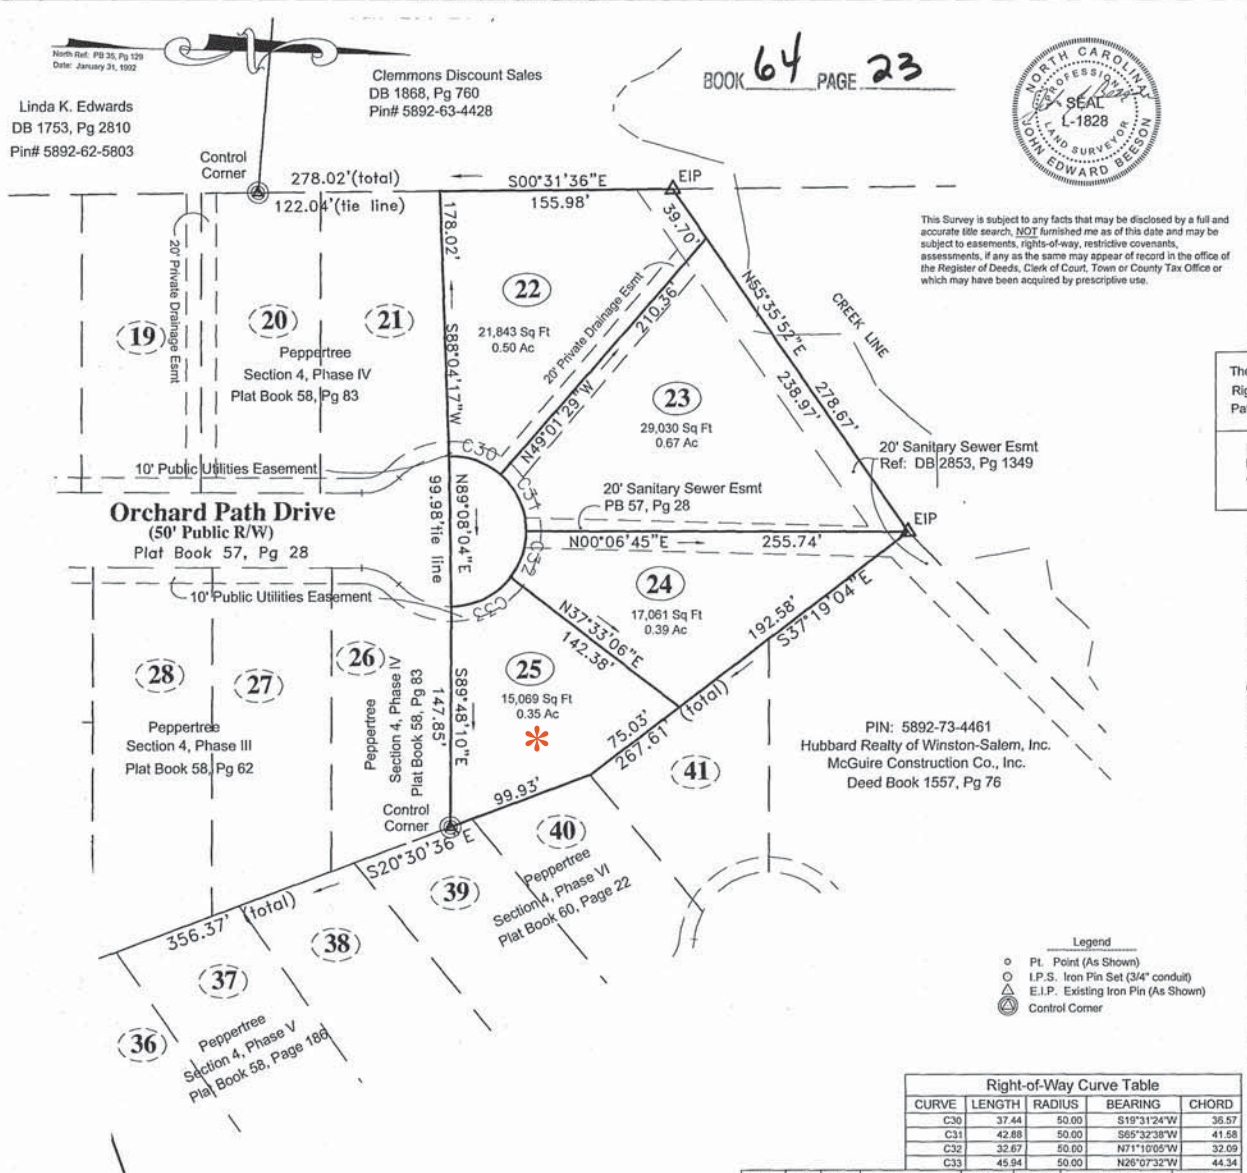 North Ref: PB 35, Pg 129
Date: January 31, 1992
Linda K. Edwards
DB 1753, Pg 2810
Pin# 5892-62-5803
Clemmons Discount Sales
DB 1868, Pg 760
Pin# 5892-63-4428
BOOK 64 PAGE 23
NORTH CAROLINA
PROFESSIONAL
SEAL
L-1828
LAND SURVEYOR
JOHN EDWARD BEESON
This Survey is subject to any facts that may be disclosed by a full and
accurate title search, NOT furnished me as of this date and may be
subject to easements, rights-of-way, restrictive covenants,
assessments, if any as the same may appear of record in the office of
the Register of Deeds, Clerk of Court, Town or County Tax Office or
which may have been acquired by prescriptive use.
Control
Corner
278.02'(total)
122.04'(tie line)
S00°31'36"E
155.98'
EIP
39.70'
178.02'
S88°04'17"W
20' Private Drainage Esmt
19
20
21
Peppertree
Section 4, Phase IV
Plat Book 58, Pg 83
22
21,843 Sq Ft
0.50 Ac
20' Private Drainage Esmt
210.36'
N49°01'29"W
N55°35'52"E
278.67'
238.97'
CREEK LINE
23
29,030 Sq Ft
0.67 Ac
The
Rig
Pa
20' Sanitary Sewer Esmt
Ref: DB 2853, Pg 1349
20' Sanitary Sewer Esmt
PB 57, Pg 28
EIP
N00°06'45"E
255.74'
10' Public Utilities Easement
Orchard Path Drive
(50' Public R/W)
Plat Book 57, Pg 28
10' Public Utilities Easement
C30
C31
C32
C33
N89°08'04"E
99.98'tie line
24
17,061 Sq Ft
0.39 Ac
N37°33'06"E
142.38'
192.58'
S37°19'04"E
25
15,069 Sq Ft
0.35 Ac
*
S89°48'10"E
147.85'
75.03'
267.61' (total)
99.93'
28
27
26
Peppertree
Section 4, Phase III
Plat Book 58, Pg 62
Peppertree
Section 4, Phase IV
Plat Book 58, Pg 83
Control
Corner
PIN: 5892-73-4461
Hubbard Realty of Winston-Salem, Inc.
McGuire Construction Co., Inc.
Deed Book 1557, Pg 76
41
40
39
Peppertree
Section 4, Phase VI
Plat Book 60, Page 22
S20°30'36"E
356.37' (total)
38
37
36
Peppertree
Section 4, Phase V
Plat Book 58, Page 186
Legend
Pt. Point (As Shown)
I.P.S. Iron Pin Set (3/4" conduit)
E.I.P. Existing Iron Pin (As Shown)
Control Corner
Right-of-Way Curve Table
CURVE LENGTH RADIUS BEARING CHORD
C30 37.44 50.00 S19°31'24"W 36.57
C31 42.88 50.00 S65°32'38"W 41.58
C32 32.67 50.00 N71°10'05"W 32.09
C33 45.94 50.00 N26°07'32"W 44.34